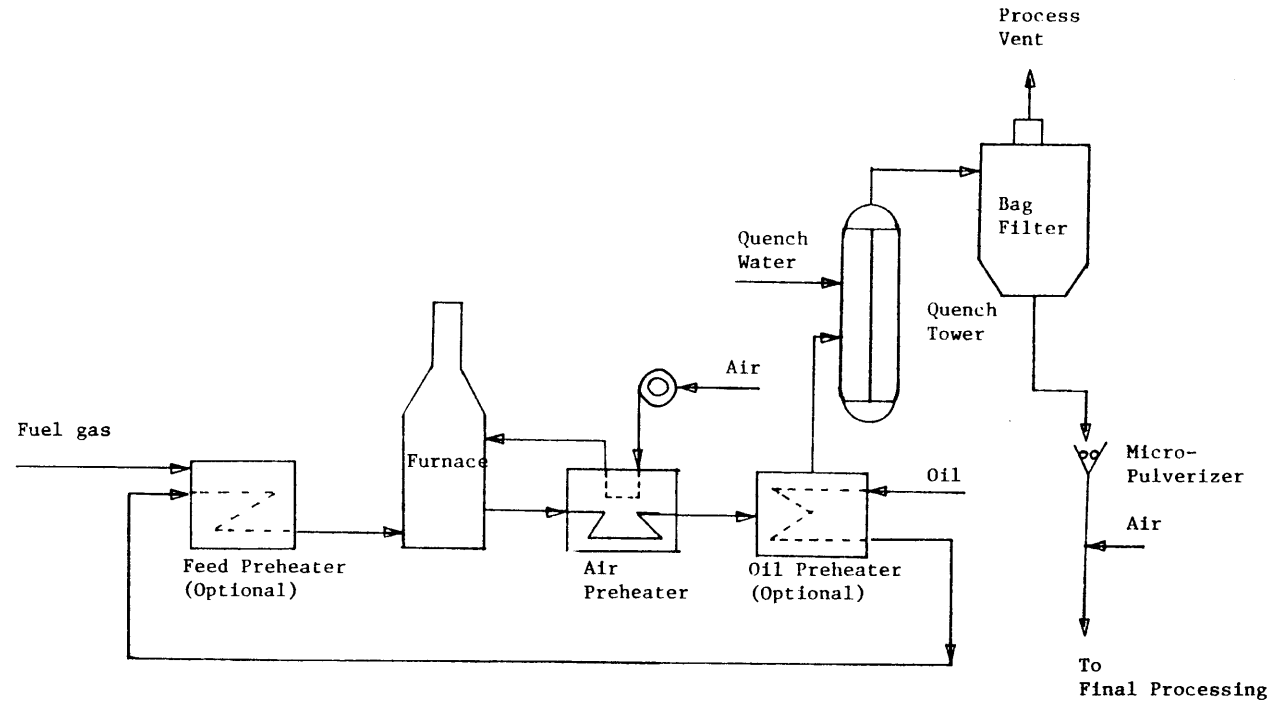 Process
Vent
Bag
Filter
Quench
Water
Quench
Tower
Air
Fuel gas
Furnace
Micro-
Pulverizer
Oil
Air
Feed Preheater
(Optional)
Air
Preheater
Oil Preheater
(Optional)
To
Final Processing